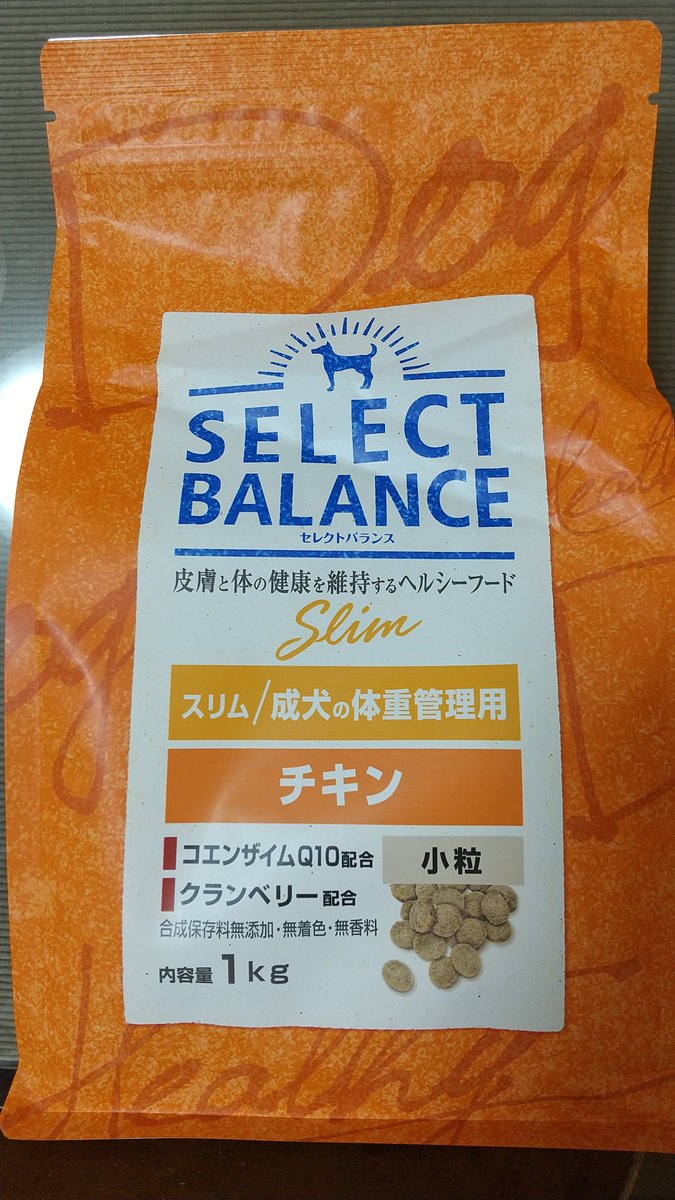 Dog
SELECT
BALANCE
セレクトバランス
皮膚と体の健康を維持するヘルシーフード
Slim
スリム/成犬の体重管理用
チキン
コエンザイムQ10配合
小粒
クランベリー配合
合成保存料無添加・無着色・無香料
内容量1kg
Healthy